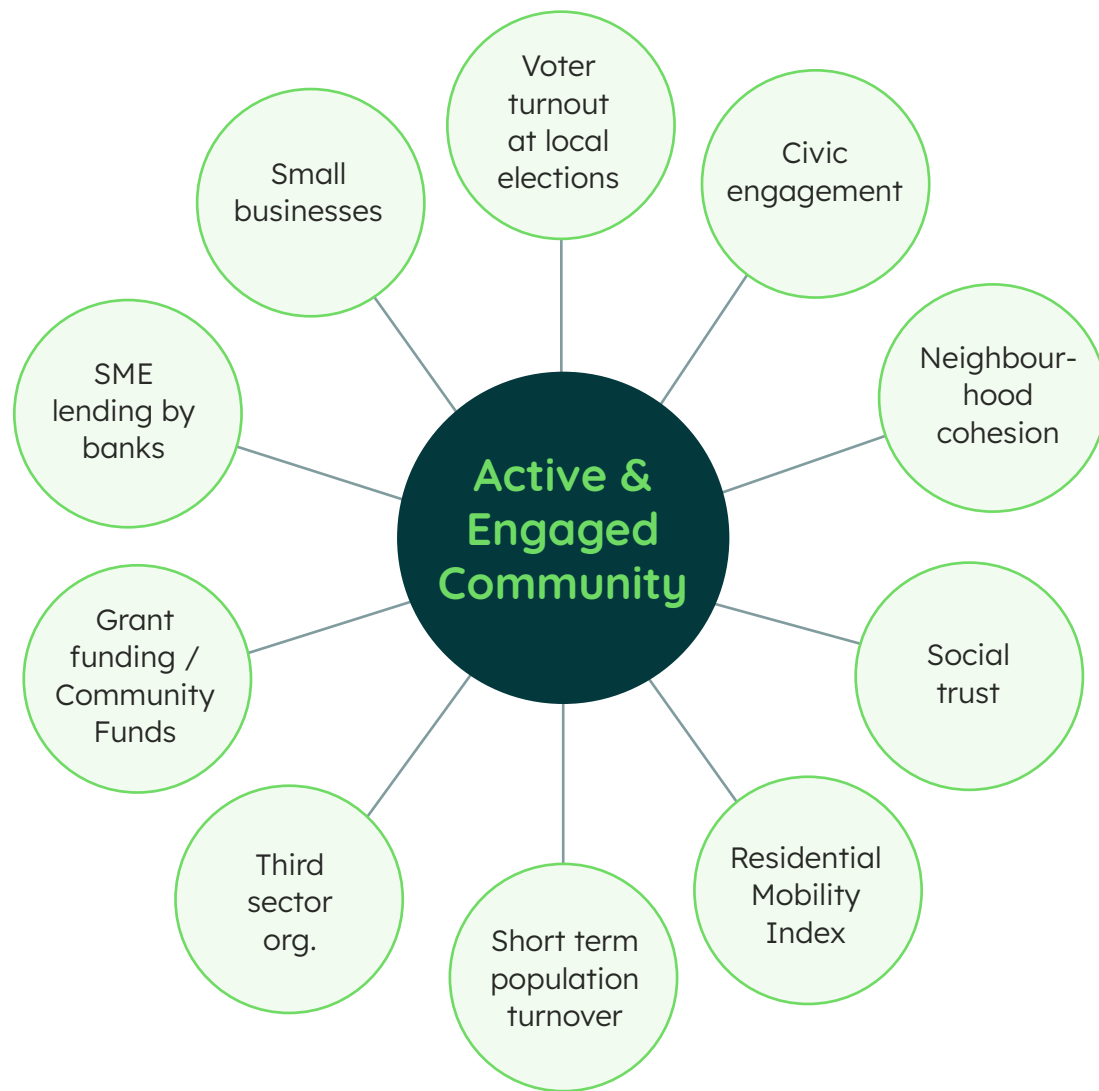 Voter
turnout
at local
elections
Civic
engagement
Neighbour-
hood
cohesion
Social
trust
Residential
Mobility
Index
Short term
population
turnover
Third
sector
org.
Grant
funding /
Community
Funds
SME
lending by
banks
Small
businesses
Active &
Engaged
Community